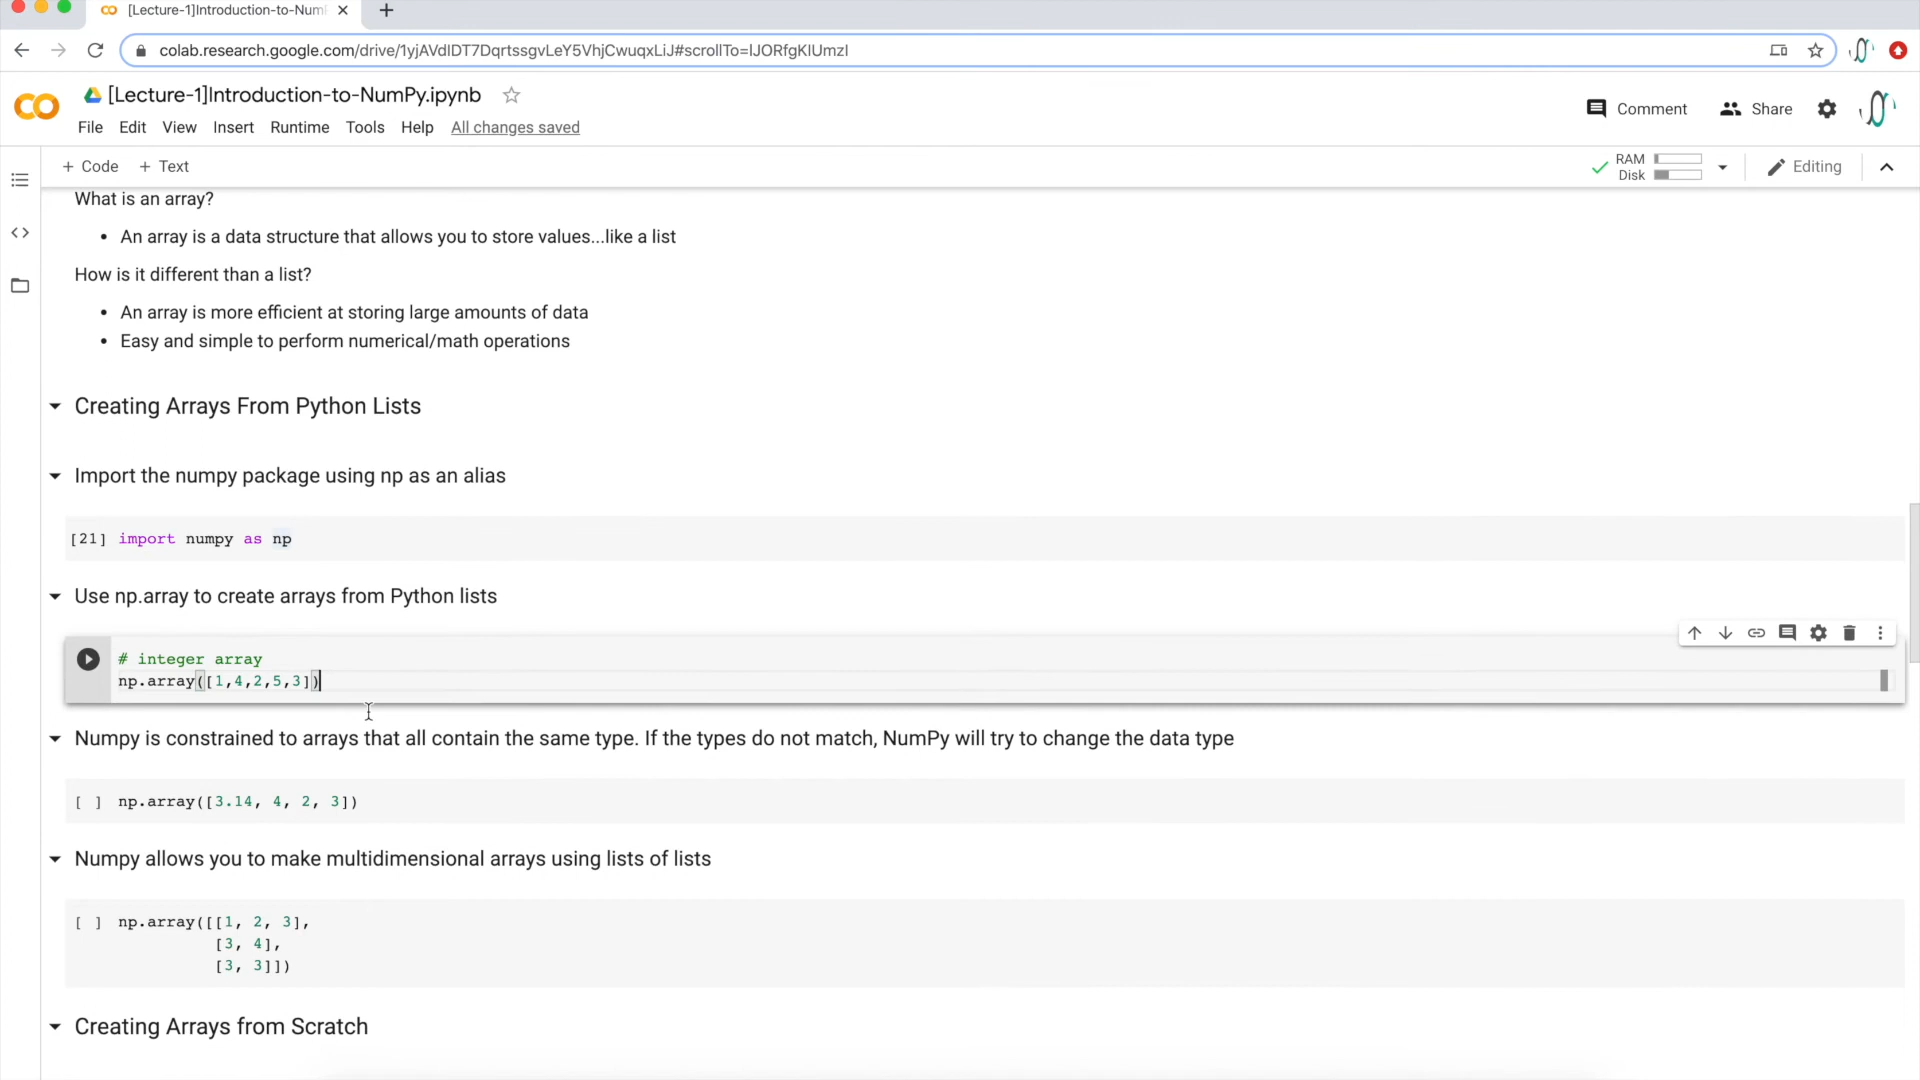 [Lecture-1]Introduction-to-Num
colab.research.google.com/drive/1yjAVdlDT7DqrtssgvLeY5VhjCwuqxLiJ#scrollTo=lJORfgKlUmzI
[Lecture-1]Introduction-to-NumPy.ipynb
Comment
Share
File Edit View Insert Runtime Tools Help All changes saved
+ Code + Text
RAM
Disk
Editing
What is an array?
• An array is a data structure that allows you to store values...like a list
How is it different than a list?
• An array is more efficient at storing large amounts of data
• Easy and simple to perform numerical/math operations
Creating Arrays From Python Lists
Import the numpy package using np as an alias
[21] import numpy as np
Use np.array to create arrays from Python lists
# integer array
np.array([1,4,2,5,3])
Numpy is constrained to arrays that all contain the same type. If the types do not match, NumPy will try to change the data type
[ ] np.array([3.14, 4, 2, 3])
Numpy allows you to make multidimensional arrays using lists of lists
[ ] np.array([[1, 2, 3],
[3, 4],
[3, 3]])
Creating Arrays from Scratch